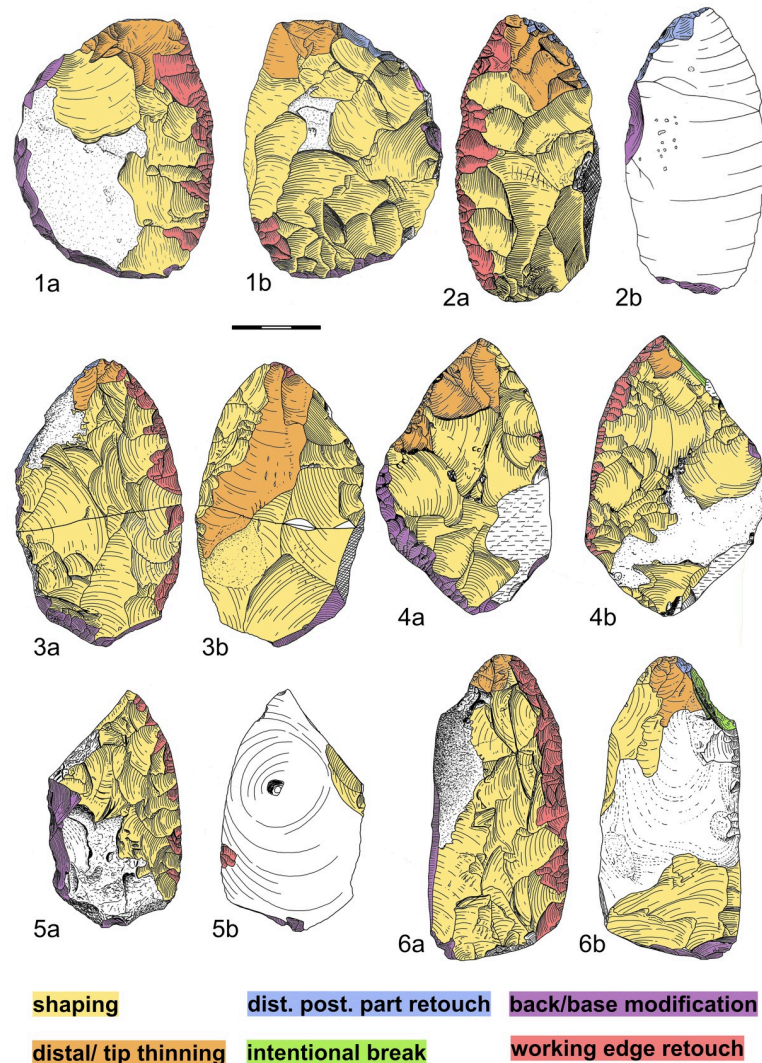 1a 1b 2a 2b
3a 3b 4a 4b
5a 5b 6a 6b
shaping dist. post. part retouch back/base modification
distal/ tip thinning intentional break working edge retouch